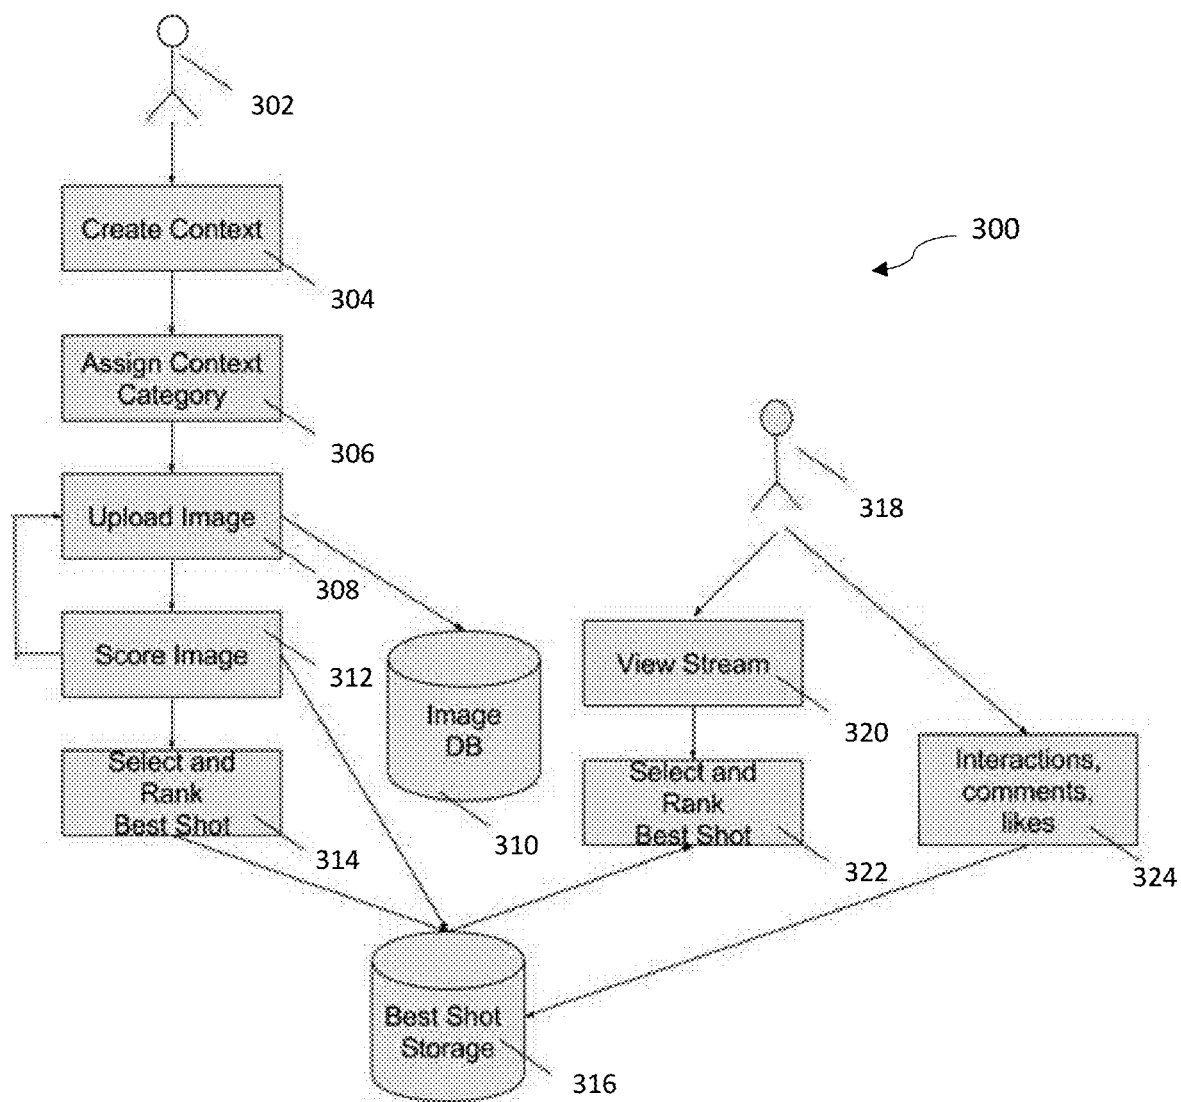 302
Create Context
304
300
Assign Context
Category
306
Upload Image
308
318
Score Image
312
Image
DB
310
View Stream
320
Select and
Rank
Best Shot
314
Select and
Rank
Best Shot
322
Interactions,
comments,
likes
324
Best Shot
Storage
316